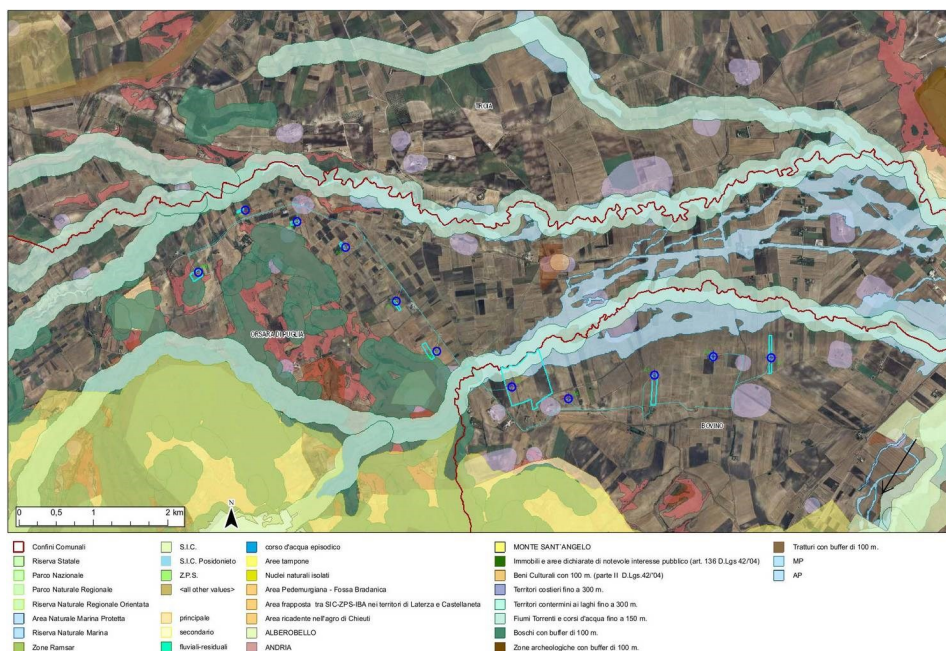 TROIA
ORSARA DI PUGLIA
BOVINO
N
0 0,5 1 2 km
Confini Comunali
Riserva Statale
Parco Nazionale
Parco Naturale Regionale
Riserva Naturale Regionale Orientata
Area Naturale Marina Protetta
Riserva Naturale Marina
Zone Ramsar
S.I.C.
S.I.C. Posidonieto
Z.P.S.
<all other values>
principale
secondario
fluviali-residuali
corso d'acqua episodico
Aree tampone
Nuclei naturali isolati
Area Pedemurgiana - Fossa Bradanica
Area frapposta tra SIC-ZPS-IBA nei territori di Laterza e Castellaneta
Area ricadente nell'agro di Chieuti
ALBEROBELLO
ANDRIA
MONTE SANT'ANGELO
Immobili e aree dichiarate di notevole interesse pubblico (art. 136 D.Lgs 42/'04)
Beni Culturali con 100 m. (parte II D.Lgs.42/'04)
Territori costieri fino a 300 m.
Territori contermini ai laghi fino a 300 m.
Fiumi Torrenti e corsi d'acqua fino a 150 m.
Boschi con buffer di 100 m.
Zone archeologiche con buffer di 100 m.
Tratturi con buffer di 100 m.
MP
AP